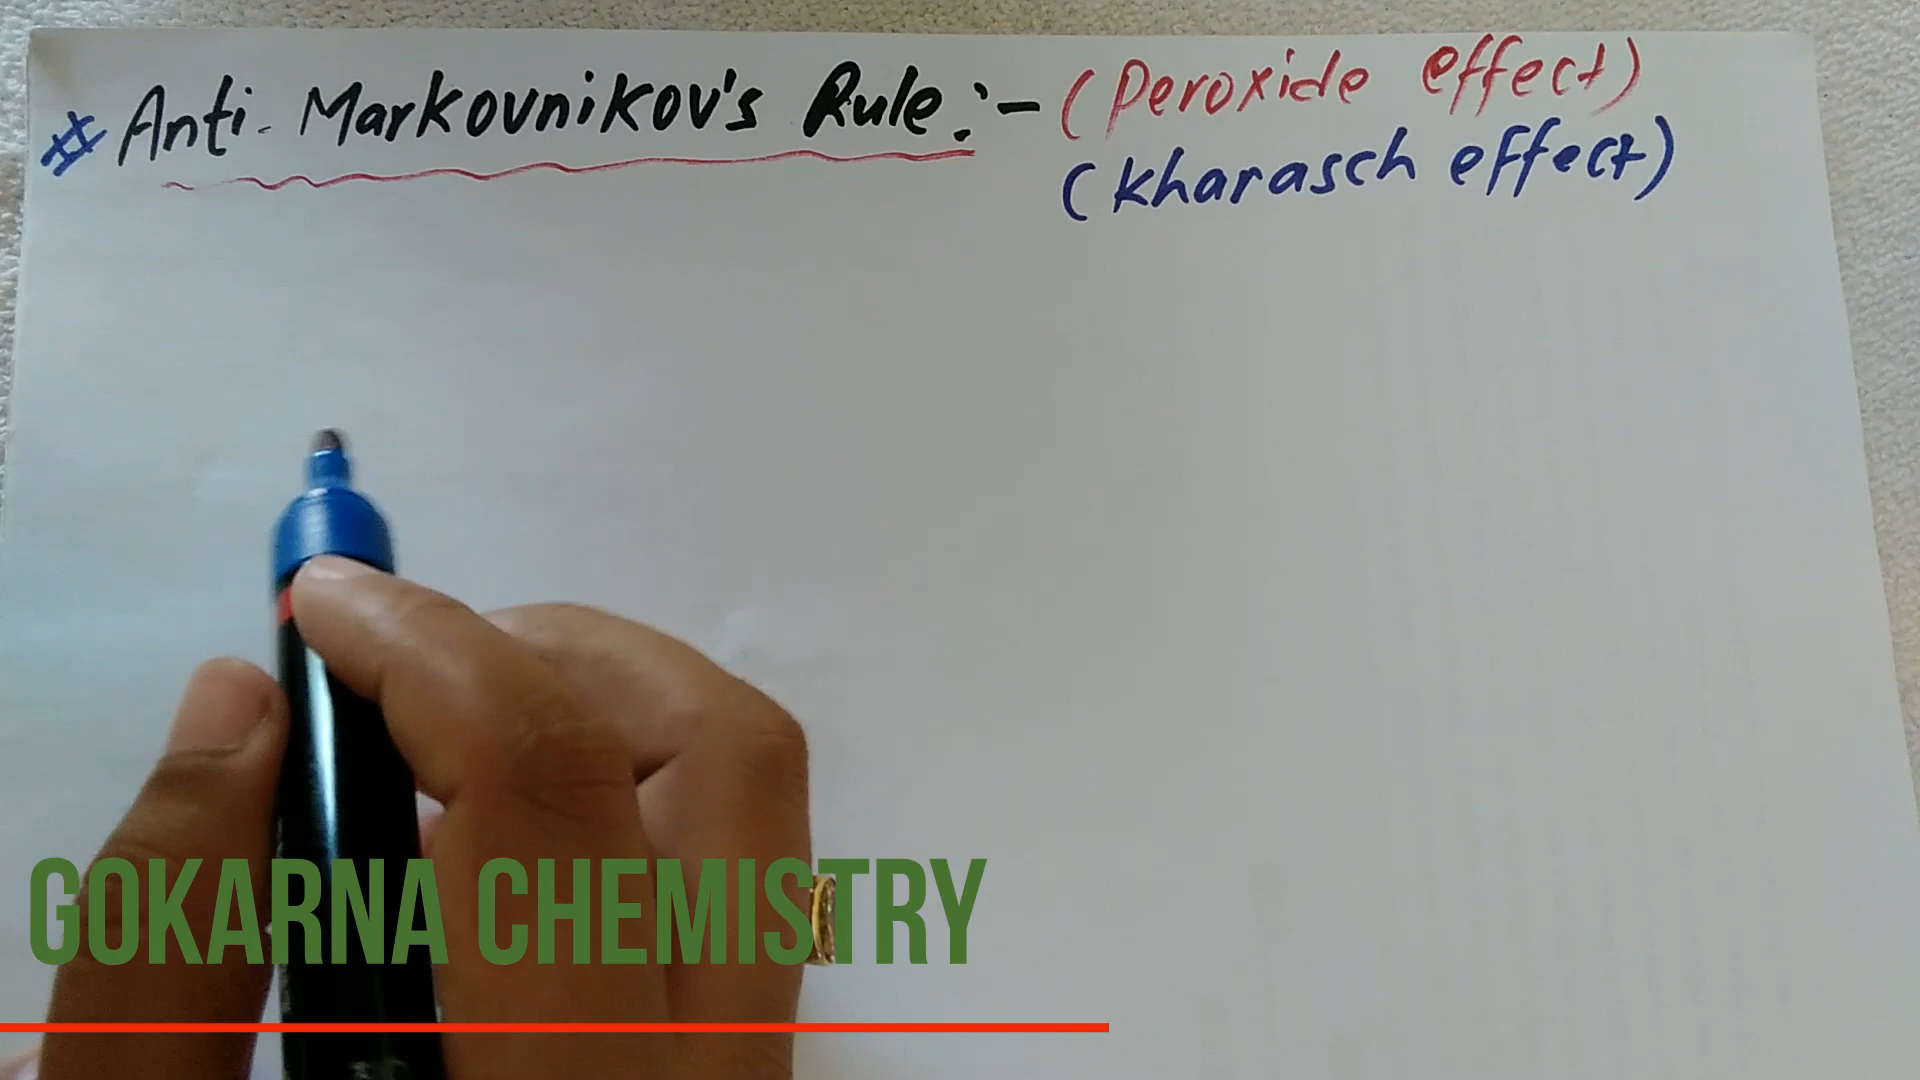 # Anti-Markovnikov's Rule:- (Peroxide effect)
(Kharasch effect)
GOKARNA CHEMISTRY